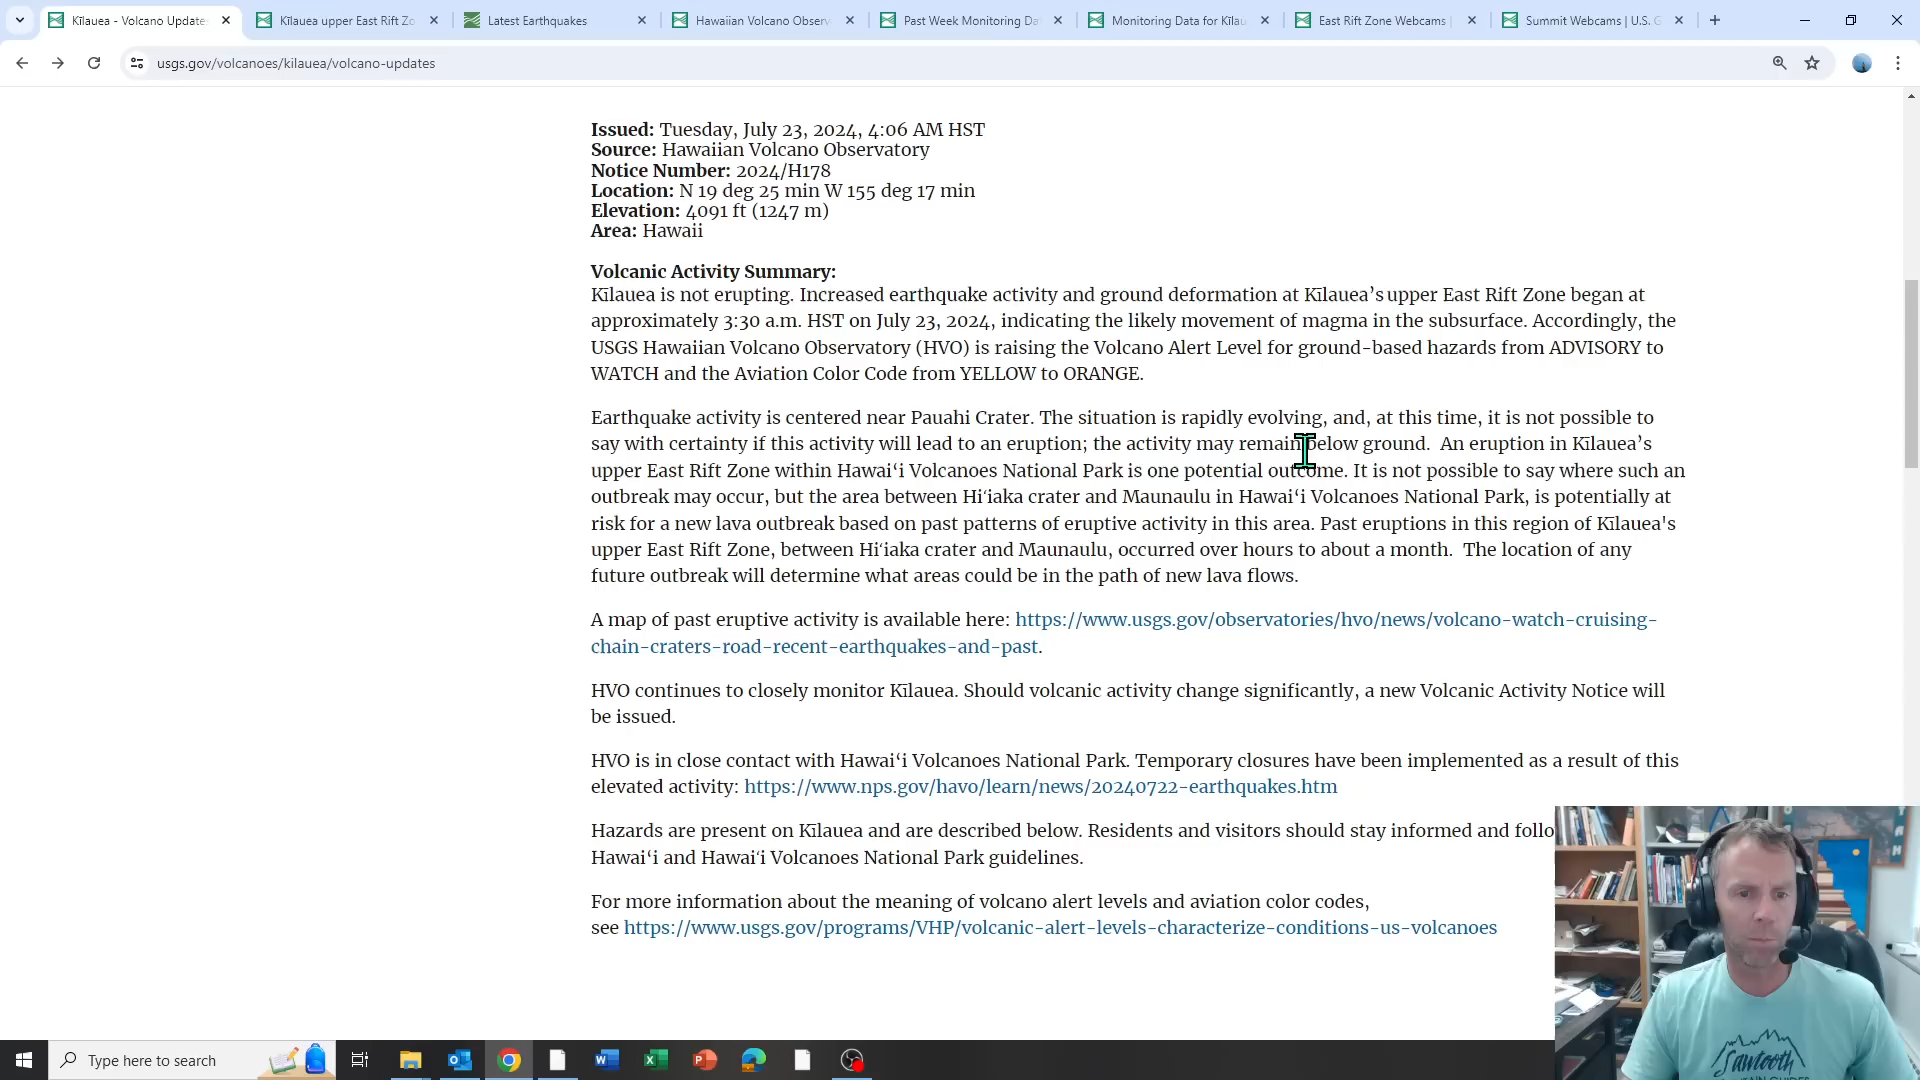 Kīlauea - Volcano Update
Kīlauea upper East Rift Zo
Latest Earthquakes
Hawaiian Volcano Observ
Past Week Monitoring Da
Monitoring Data for Kīlau
East Rift Zone Webcams |
Summit Webcams | U.S. G
usgs.gov/volcanoes/kilauea/volcano-updates
Issued: Tuesday, July 23, 2024, 4:06 AM HST
Source: Hawaiian Volcano Observatory
Notice Number: 2024/H178
Location: N 19 deg 25 min W 155 deg 17 min
Elevation: 4091 ft (1247 m)
Area: Hawaii
Volcanic Activity Summary:
Kīlauea is not erupting. Increased earthquake activity and ground deformation at Kīlauea’s upper East Rift Zone began at
approximately 3:30 a.m. HST on July 23, 2024, indicating the likely movement of magma in the subsurface. Accordingly, the
USGS Hawaiian Volcano Observatory (HVO) is raising the Volcano Alert Level for ground-based hazards from ADVISORY to
WATCH and the Aviation Color Code from YELLOW to ORANGE.
Earthquake activity is centered near Pauahi Crater. The situation is rapidly evolving, and, at this time, it is not possible to
say with certainty if this activity will lead to an eruption; the activity may remain below ground. An eruption in Kīlauea’s
upper East Rift Zone within Hawai‘i Volcanoes National Park is one potential outcome. It is not possible to say where such an
outbreak may occur, but the area between Hi‘iaka crater and Maunaulu in Hawai‘i Volcanoes National Park, is potentially at
risk for a new lava outbreak based on past patterns of eruptive activity in this area. Past eruptions in this region of Kīlauea's
upper East Rift Zone, between Hi‘iaka crater and Maunaulu, occurred over hours to about a month. The location of any
future outbreak will determine what areas could be in the path of new lava flows.
A map of past eruptive activity is available here: https://www.usgs.gov/observatories/hvo/news/volcano-watch-cruising-
chain-craters-road-recent-earthquakes-and-past.
HVO continues to closely monitor Kīlauea. Should volcanic activity change significantly, a new Volcanic Activity Notice will
be issued.
HVO is in close contact with Hawai‘i Volcanoes National Park. Temporary closures have been implemented as a result of this
elevated activity: https://www.nps.gov/havo/learn/news/20240722-earthquakes.htm
Hazards are present on Kīlauea and are described below. Residents and visitors should stay informed and follo
Hawai‘i and Hawai‘i Volcanoes National Park guidelines.
For more information about the meaning of volcano alert levels and aviation color codes,
see https://www.usgs.gov/programs/VHP/volcanic-alert-levels-characterize-conditions-us-volcanoes
Sawtooth
Type here to search